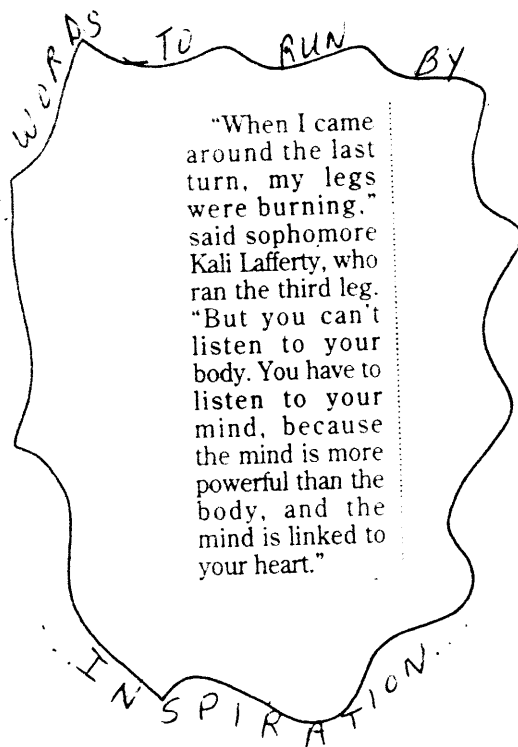 WORDS TO RUN BY
“When I came
around the last
turn, my legs
were burning,”
said sophomore
Kali Lafferty, who
ran the third leg.
“But you can't
listen to your
body. You have to
listen to your
mind, because
the mind is more
powerful than the
body, and the
mind is linked to
your heart.”
...INSPIRATION...